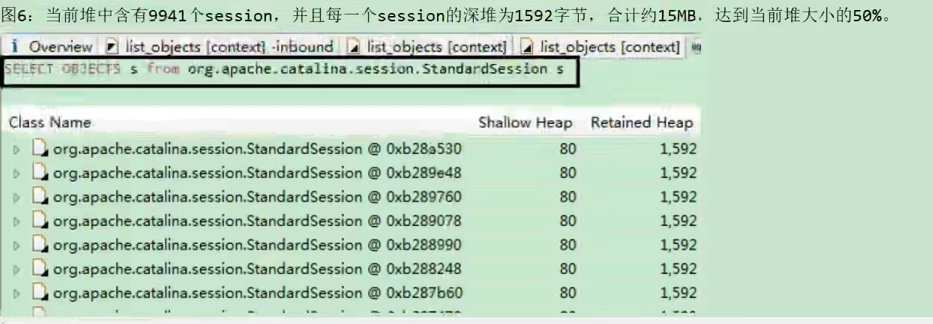 图6：当前堆中含有9941个session，并且每一个session的深堆为1592字节，合计约15MB，达到当前堆大小的50%。
i Overview list_objects [context] -inbound list_objects [context] list_objects [context]
SELECT OBJECTS s from org.apache.catalina.session.StandardSession s
Class Name Shallow Heap Retained Heap
org.apache.catalina.session.StandardSession @ 0xb28a530 80 1,592
org.apache.catalina.session.StandardSession @ 0xb289e48 80 1,592
org.apache.catalina.session.StandardSession @ 0xb289760 80 1,592
org.apache.catalina.session.StandardSession @ 0xb289078 80 1,592
org.apache.catalina.session.StandardSession @ 0xb288990 80 1,592
org.apache.catalina.session.StandardSession @ 0xb288248 80 1,592
org.apache.catalina.session.StandardSession @ 0xb287b60 80 1,592